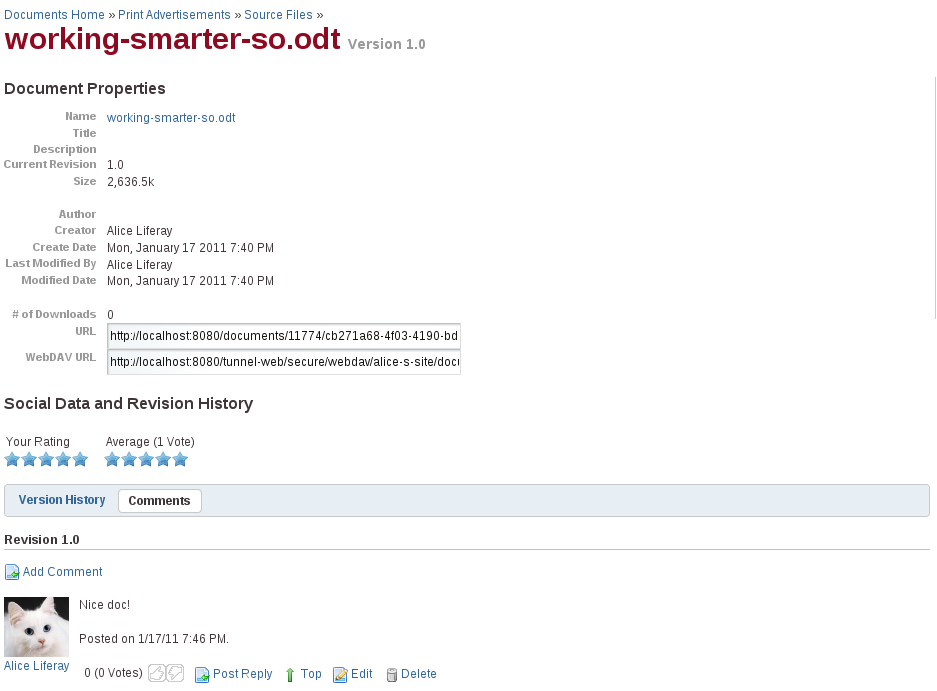 Documents Home » Print Advertisements » Source Files »
working-smarter-so.odt Version 1.0
Document Properties
Name working-smarter-so.odt
Title
Description
Current Revision 1.0
Size 2,636.5k
Author
Creator Alice Liferay
Create Date Mon, January 17 2011 7:40 PM
Last Modified By Alice Liferay
Modified Date Mon, January 17 2011 7:40 PM
# of Downloads 0
URL http://localhost:8080/documents/11774/cb271a68-4f03-4190-bd
WebDAV URL http://localhost:8080/tunnel-web/secure/webdav/alice-s-site/docu
Social Data and Revision History
Your Rating Average (1 Vote)
Version History Comments
Revision 1.0
Add Comment
Nice doc!
Posted on 1/17/11 7:46 PM.
Alice Liferay
0 (0 Votes) Post Reply Top Edit Delete